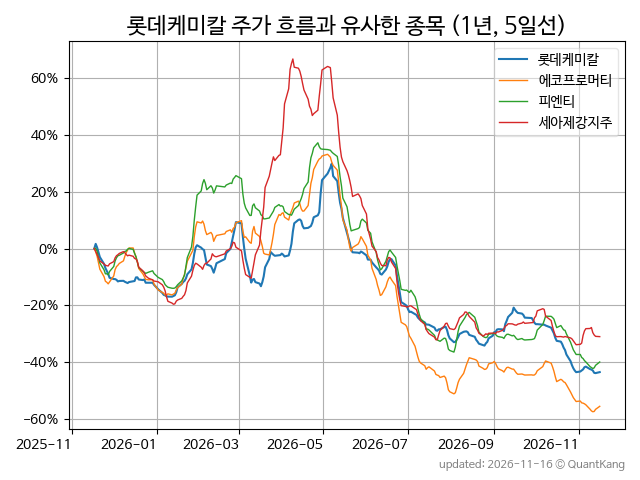 롯데케미칼 주가 흐름과 유사한 종목 (1년, 5일선)
롯데케미칼
에코프로머티
피엔티
세아제강지주
60%
40%
20%
0%
−20%
−40%
−60%
2025-11 2026-01 2026-03 2026-05 2026-07 2026-09 2026-11
updated: 2026-11-16 © QuantKang